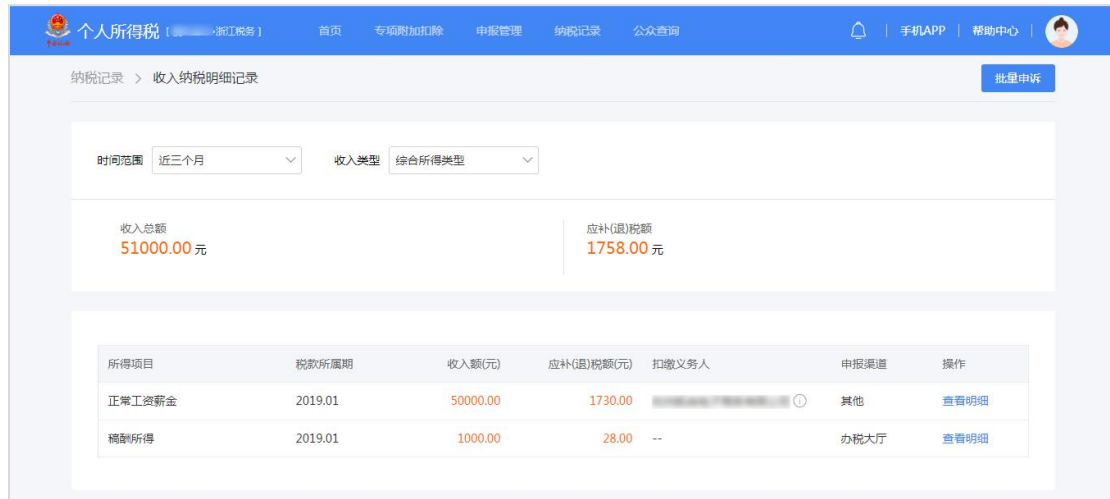 个人所得税 [ 浙江税务 ] 首页 专项附加扣除 申报管理 纳税记录 公众查询 手机APP 帮助中心
纳税记录 > 收入纳税明细记录 批量申诉
时间范围 近三个月 收入类型 综合所得类型
收入总额 应补(退)税额
51000.00 元 1758.00 元
所得项目 税款所属期 收入额(元) 应补(退)税额(元) 扣缴义务人 申报渠道 操作
正常工资薪金 2019.01 50000.00 1730.00 其他 查看明细
稿酬所得 2019.01 1000.00 28.00 -- 办税大厅 查看明细